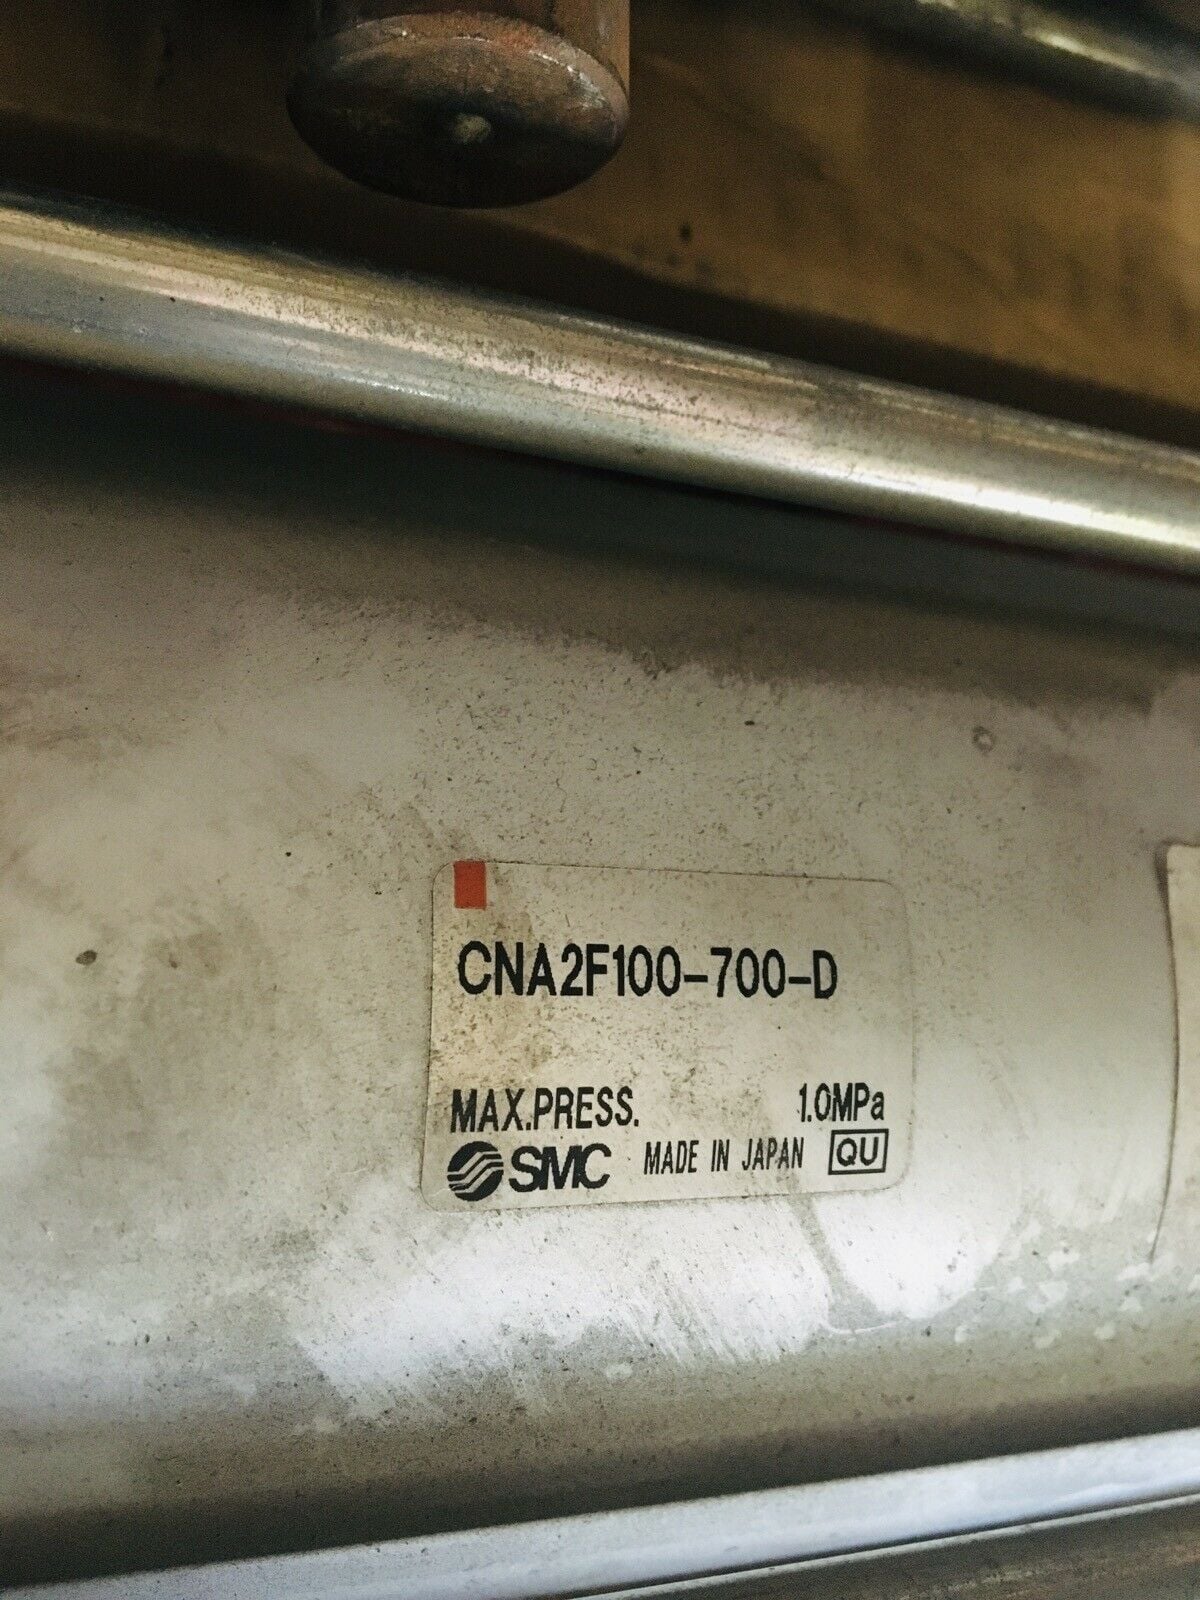 CNA2F100-700-D
MAX.PRESS. 1.0MPa
SMC MADE IN JAPAN QU